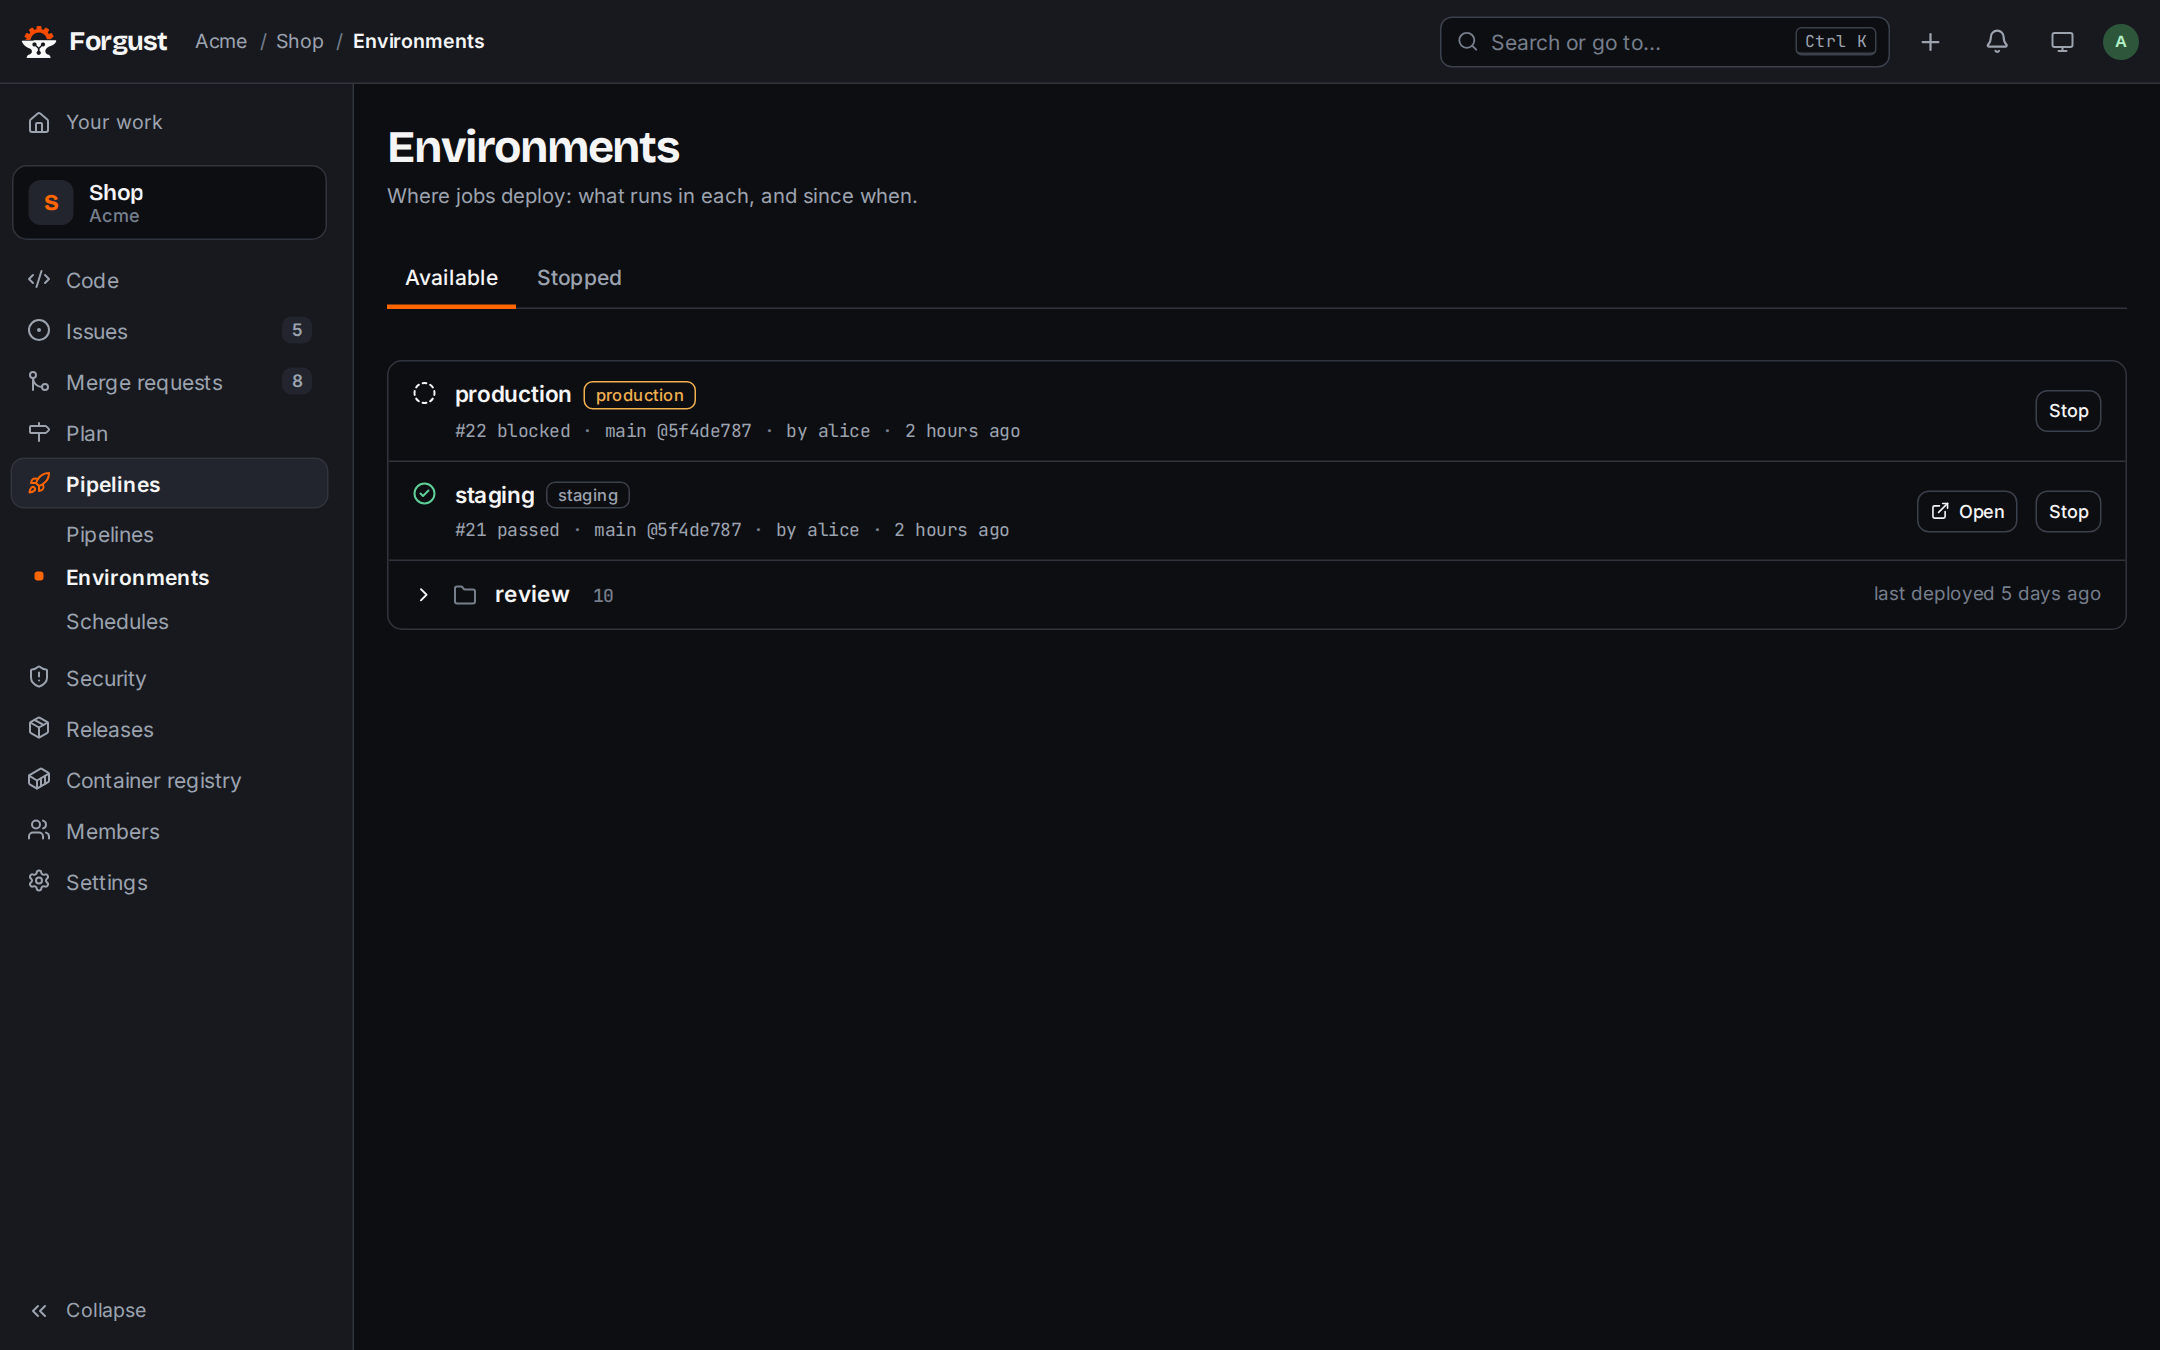 Forgust
Acme / Shop / Environments
Search or go to... Ctrl K
A
Your work
S
Shop
Acme
Code
Issues 5
Merge requests 8
Plan
Pipelines
Pipelines
Environments
Schedules
Security
Releases
Container registry
Members
Settings
Collapse
Environments
Where jobs deploy: what runs in each, and since when.
Available Stopped
production production
#22 blocked · main @5f4de787 · by alice · 2 hours ago
Stop
staging staging
#21 passed · main @5f4de787 · by alice · 2 hours ago
Open Stop
review 10 last deployed 5 days ago